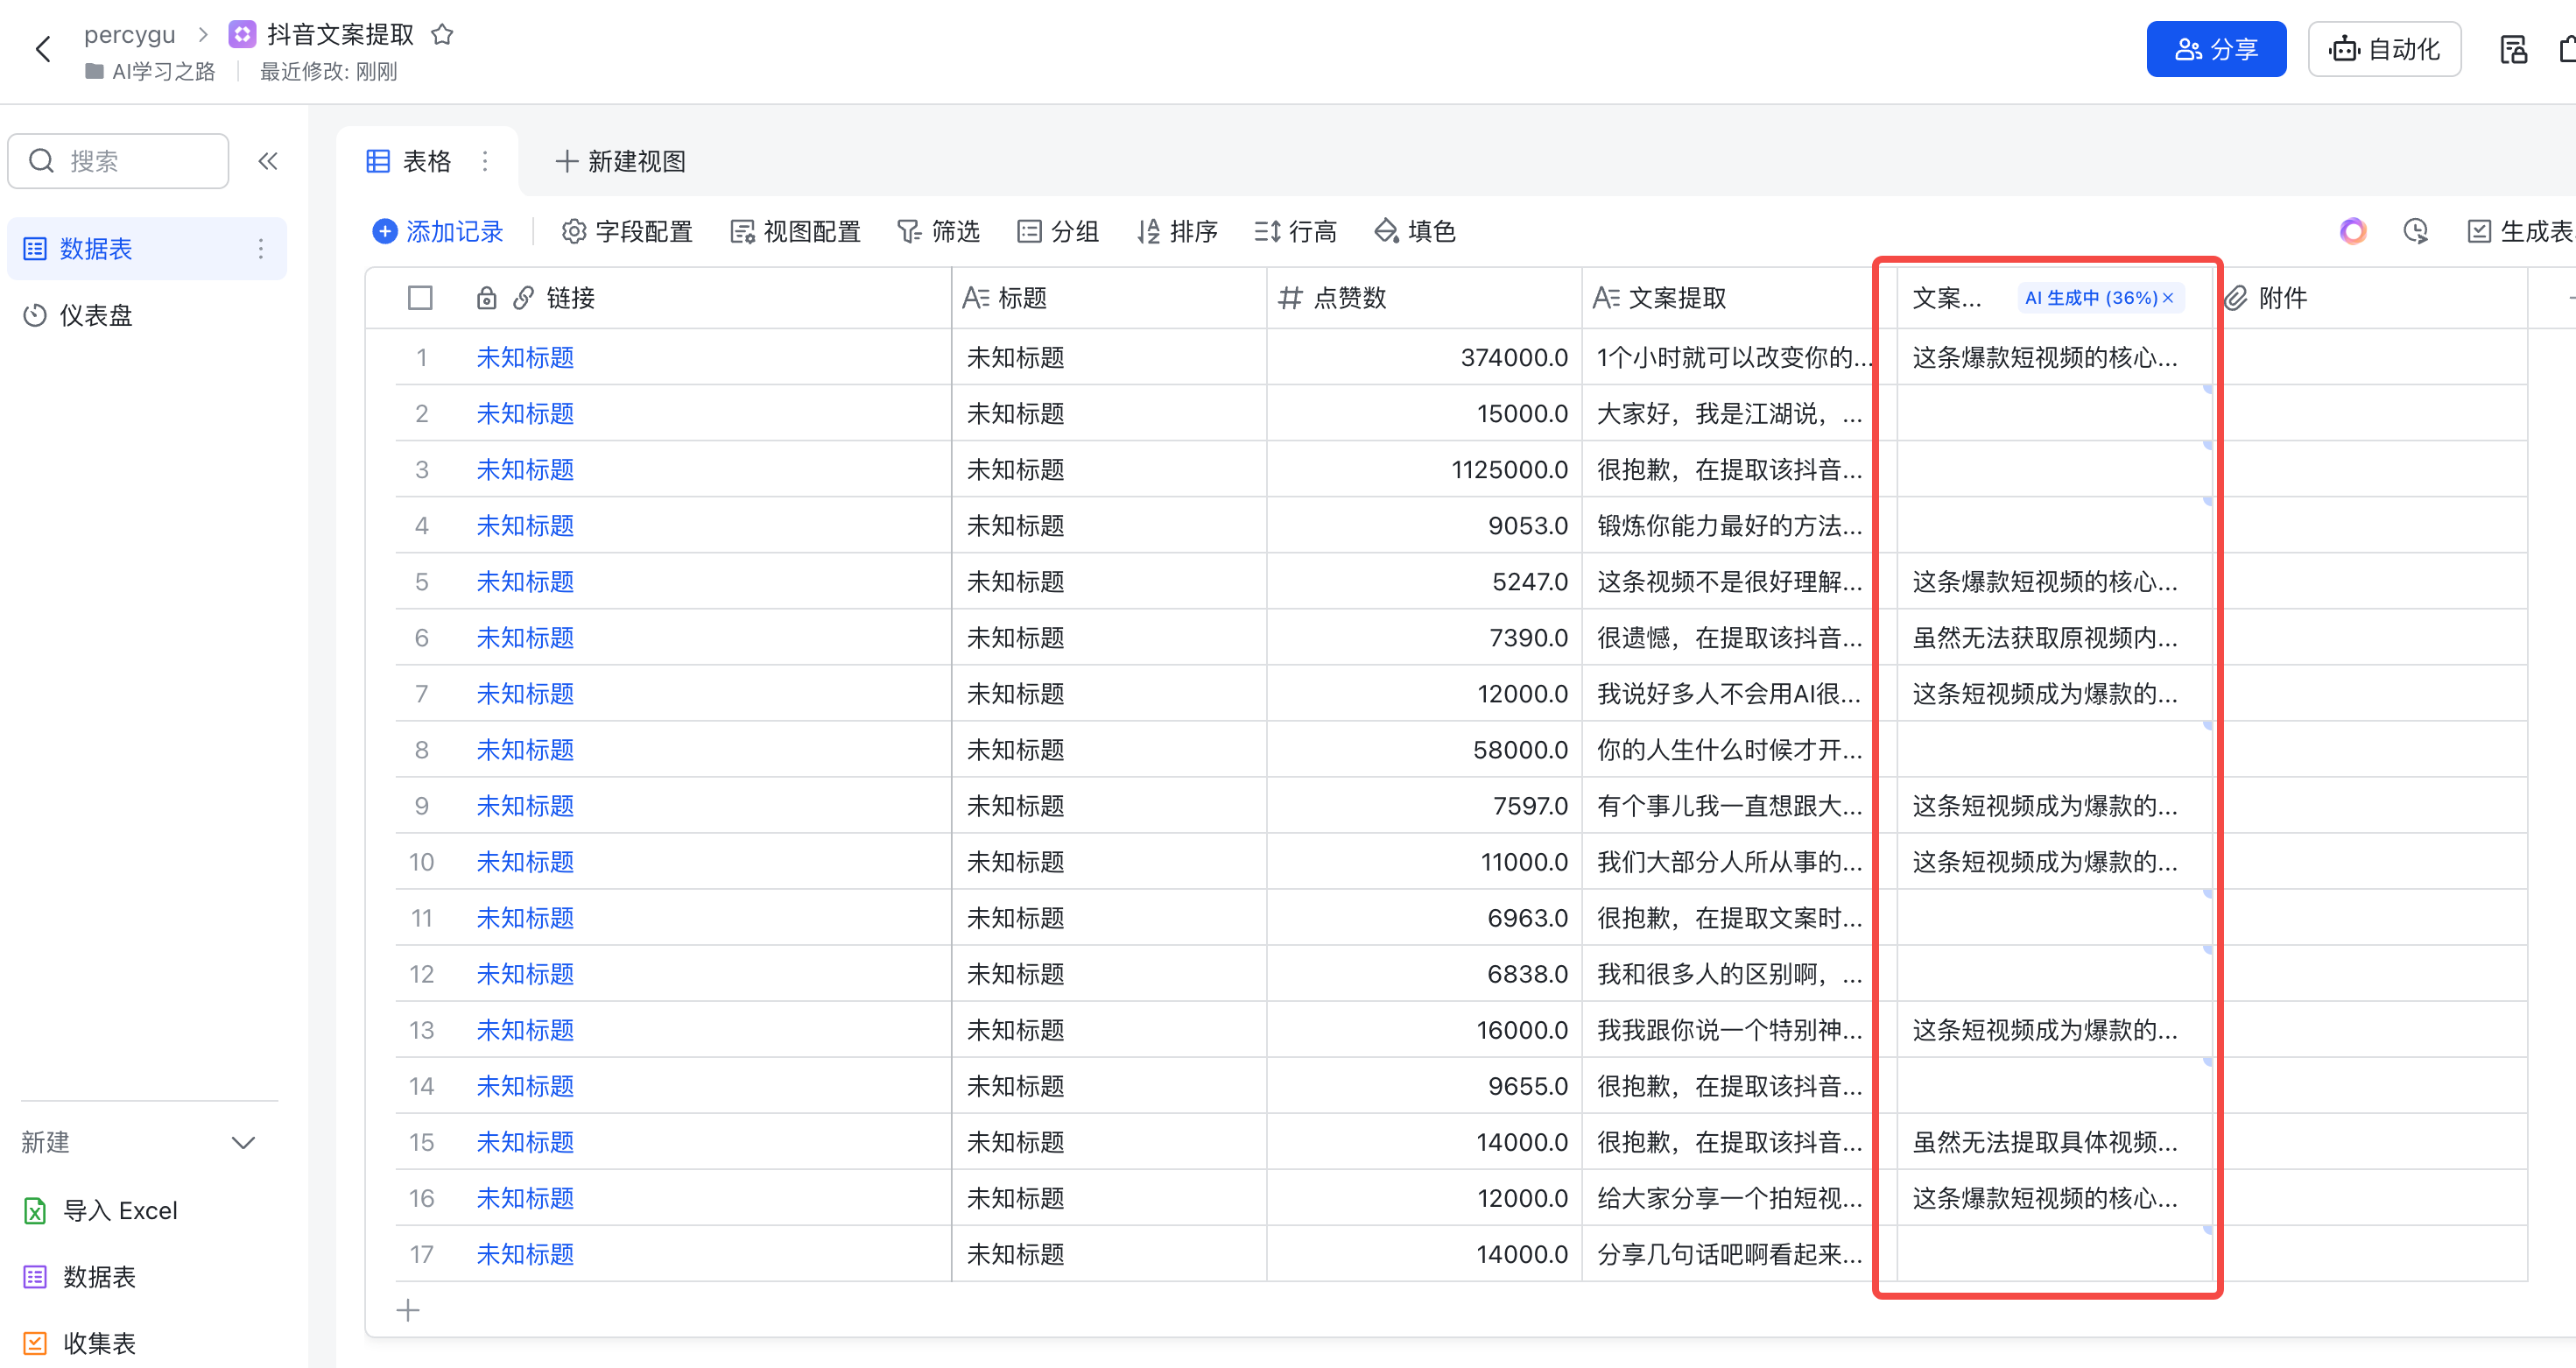 percygu > 抖音文案提取
AI学习之路 最近修改: 刚刚
分享
自动化
搜索
数据表
仪表盘
表格
新建视图
添加记录 字段配置 视图配置 筛选 分组 排序 行高 填色 生成表
链接 标题 点赞数 文案提取 文案... AI 生成中 (36%) × 附件
1 未知标题 未知标题 374000.0 1个小时就可以改变你的... 这条爆款短视频的核心...
2 未知标题 未知标题 15000.0 大家好，我是江湖说，...
3 未知标题 未知标题 1125000.0 很抱歉，在提取该抖音...
4 未知标题 未知标题 9053.0 锻炼你能力最好的方法...
5 未知标题 未知标题 5247.0 这条视频不是很好理解... 这条爆款短视频的核心...
6 未知标题 未知标题 7390.0 很遗憾，在提取该抖音... 虽然无法获取原视频内...
7 未知标题 未知标题 12000.0 我说好多人不会用AI很... 这条短视频成为爆款的...
8 未知标题 未知标题 58000.0 你的人生什么时候才开...
9 未知标题 未知标题 7597.0 有个事儿我一直想跟大... 这条短视频成为爆款的...
10 未知标题 未知标题 11000.0 我们大部分人所从事的... 这条短视频成为爆款的...
11 未知标题 未知标题 6963.0 很抱歉，在提取文案时...
12 未知标题 未知标题 6838.0 我和很多人的区别啊，...
13 未知标题 未知标题 16000.0 我我跟你说一个特别神... 这条短视频成为爆款的...
14 未知标题 未知标题 9655.0 很抱歉，在提取该抖音...
15 未知标题 未知标题 14000.0 很抱歉，在提取该抖音... 虽然无法提取具体视频...
16 未知标题 未知标题 12000.0 给大家分享一个拍短视... 这条爆款短视频的核心...
17 未知标题 未知标题 14000.0 分享几句话吧啊看起来...
新建
导入 Excel
数据表
收集表